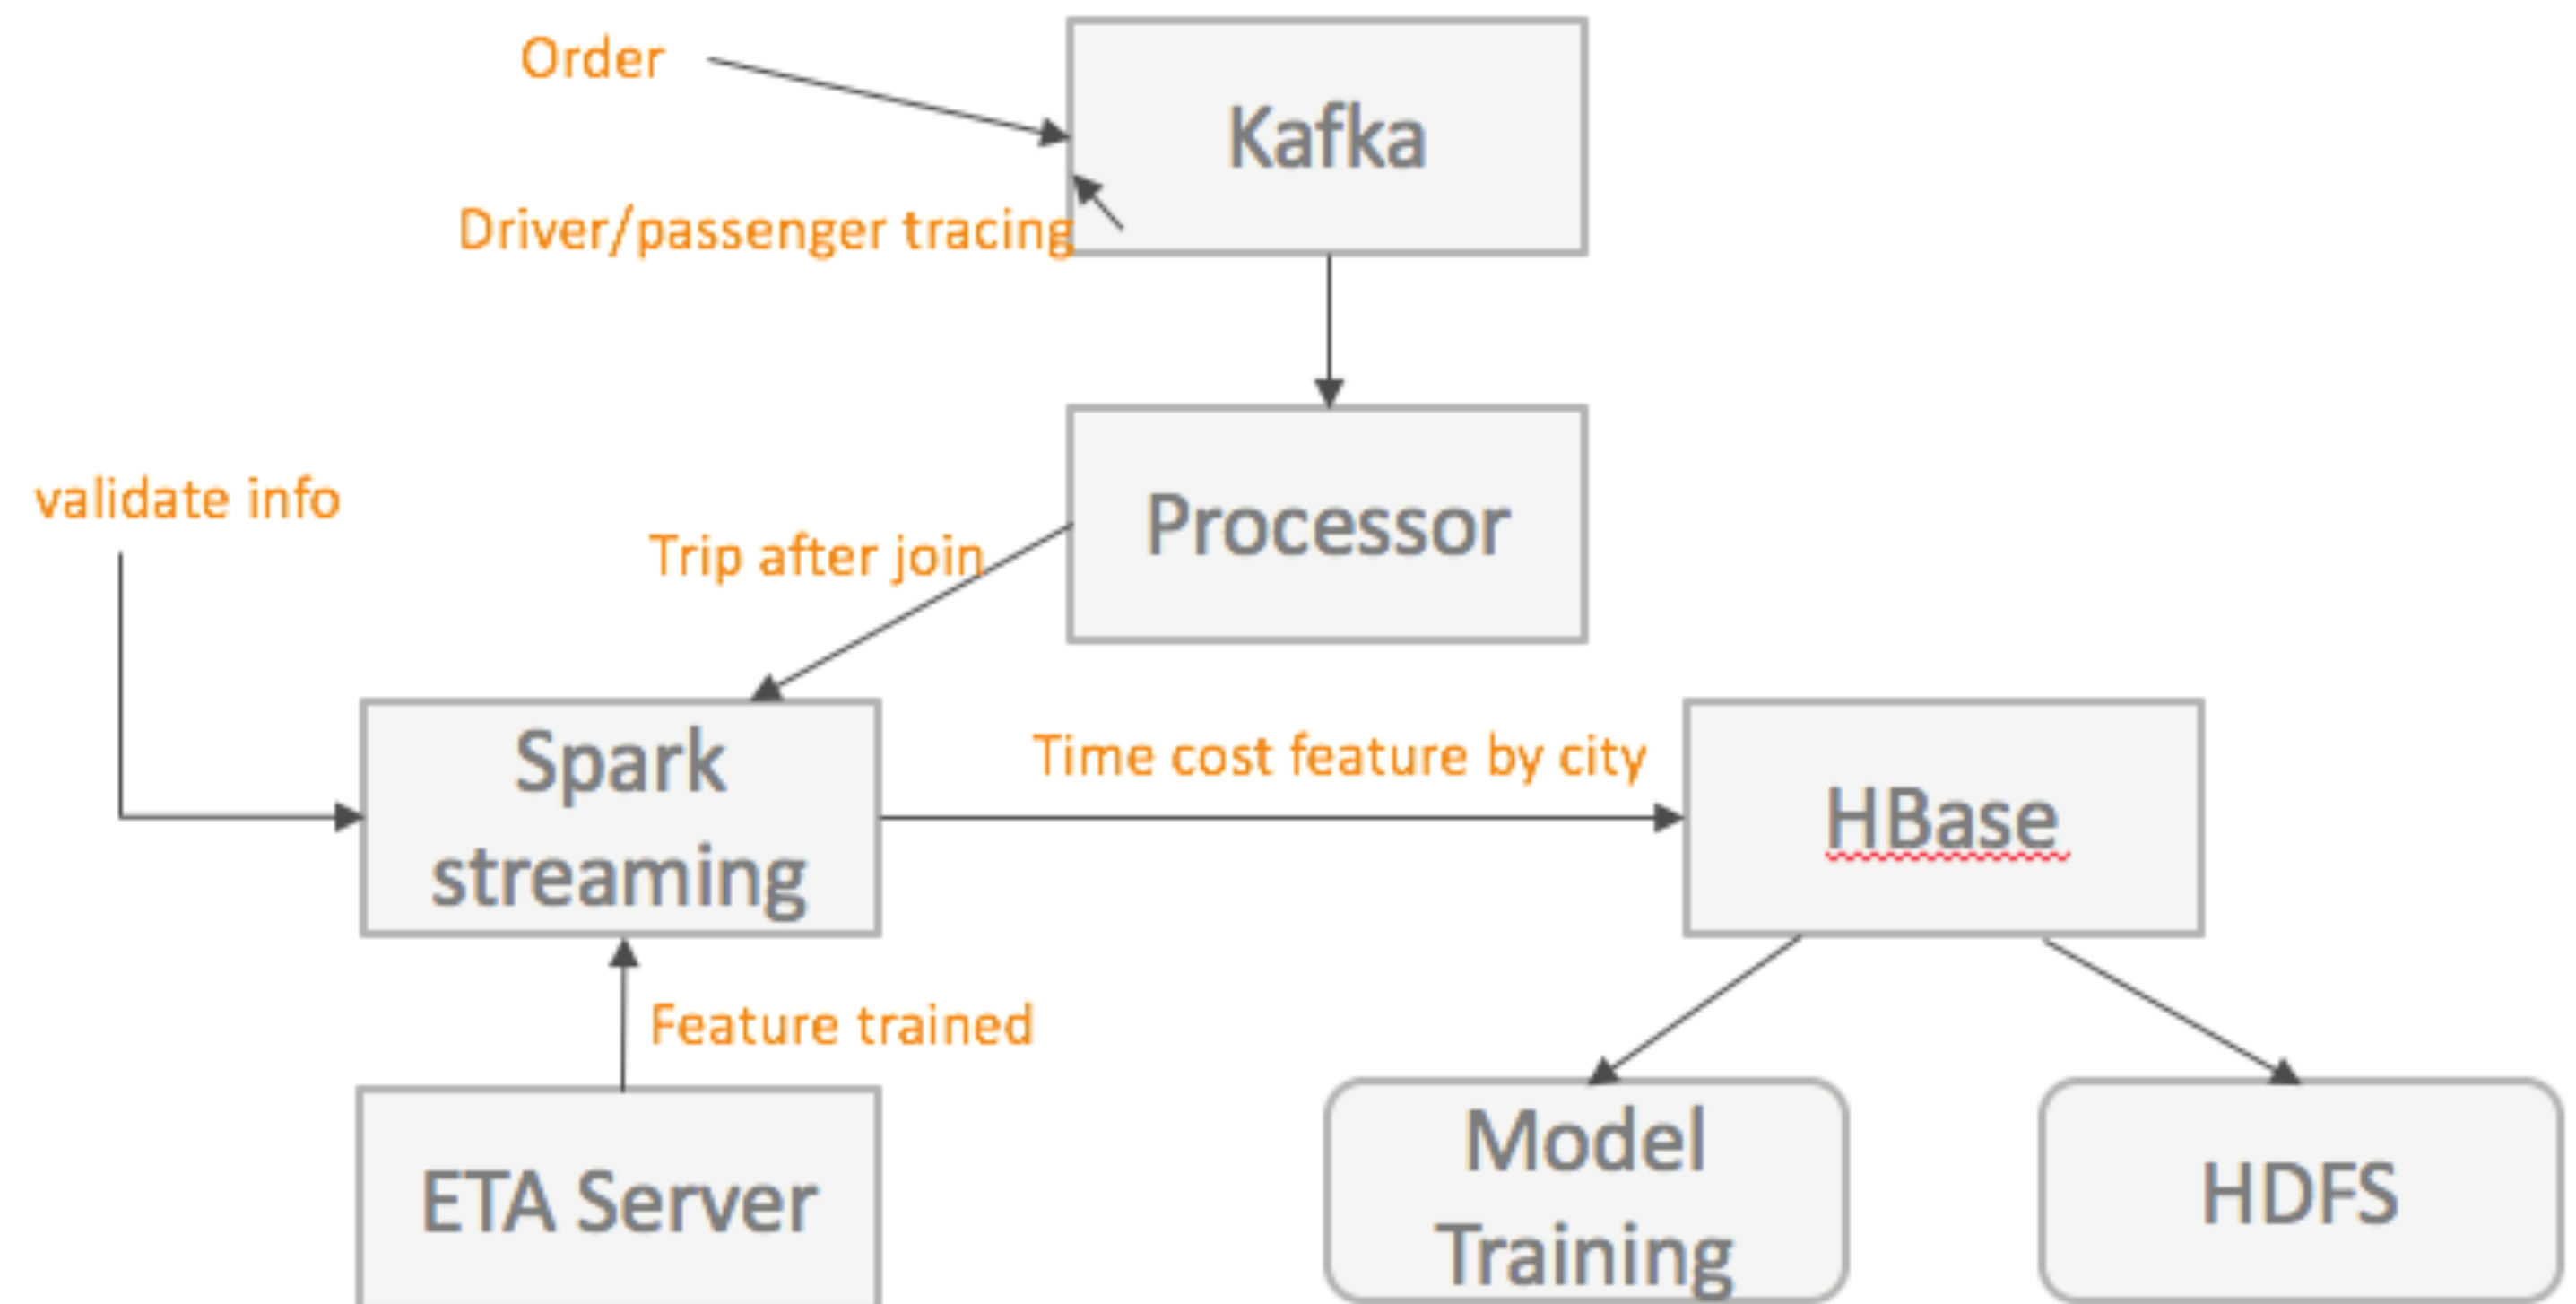 Order
Kafka
Driver/passenger tracing
Processor
validate info
Trip after join
Spark
streaming
Time cost feature by city
HBase
Feature trained
ETA Server
Model
Training
HDFS